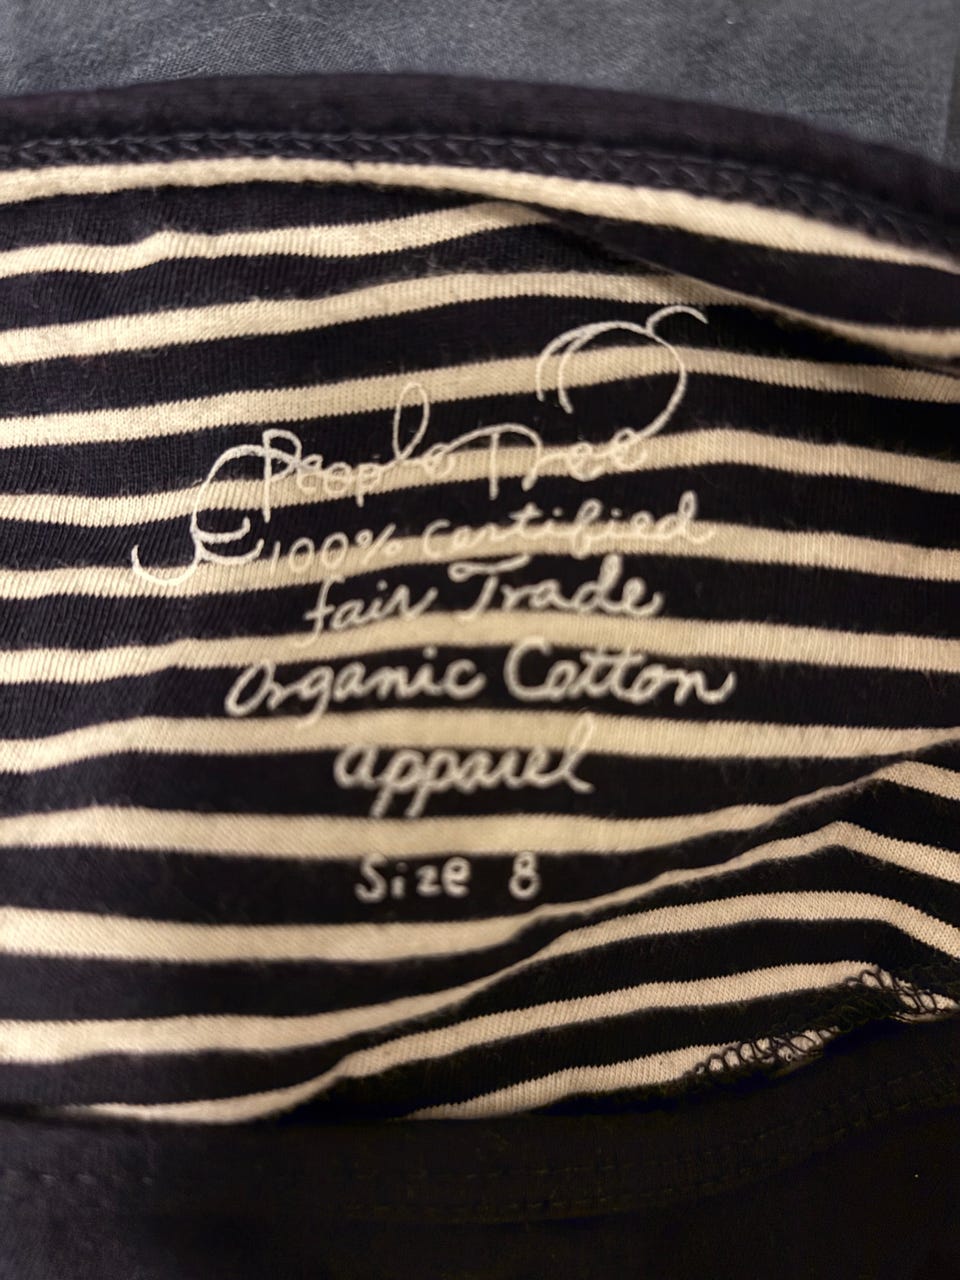 People Tree
100% certified
fair Trade
Organic Cotton
apparel
Size 8